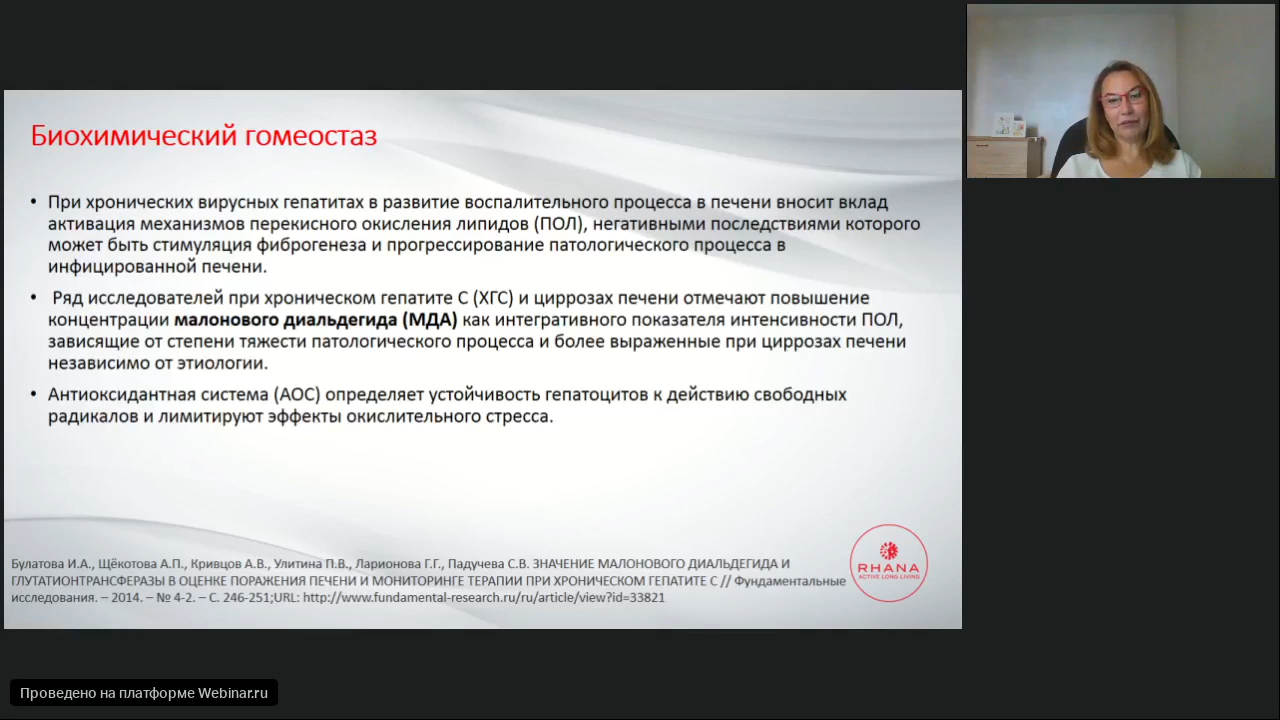 Биохимический гомеостаз
• При хронических вирусных гепатитах в развитие воспалительного процесса в печени вносит вклад
активация механизмов перекисного окисления липидов (ПОЛ), негативными последствиями которого
может быть стимуляция фиброгенеза и прогрессирование патологического процесса в
инфицированной печени.
• Ряд исследователей при хроническом гепатите С (ХГС) и циррозах печени отмечают повышение
концентрации малонового диальдегида (МДА) как интегративного показателя интенсивности ПОЛ,
зависящие от степени тяжести патологического процесса и более выраженные при циррозах печени
независимо от этиологии.
• Антиоксидантная система (АОС) определяет устойчивость гепатоцитов к действию свободных
радикалов и лимитируют эффекты окислительного стресса.
Булатова И.А., Щёкотова А.П., Кривцов А.В., Улитина П.В., Ларионова Г.Г., Падучева С.В. ЗНАЧЕНИЕ МАЛОНОВОГО ДИАЛЬДЕГИДА И
ГЛУТАТИОНТРАНСФЕРАЗЫ В ОЦЕНКЕ ПОРАЖЕНИЯ ПЕЧЕНИ И МОНИТОРИНГЕ ТЕРАПИИ ПРИ ХРОНИЧЕСКОМ ГЕПАТИТЕ С // Фундаментальные
исследования. – 2014. – № 4-2. – С. 246-251;URL: http://www.fundamental-research.ru/ru/article/view?id=33821
RHANA
ACTIVE LONG LIVING
Проведено на платформе Webinar.ru